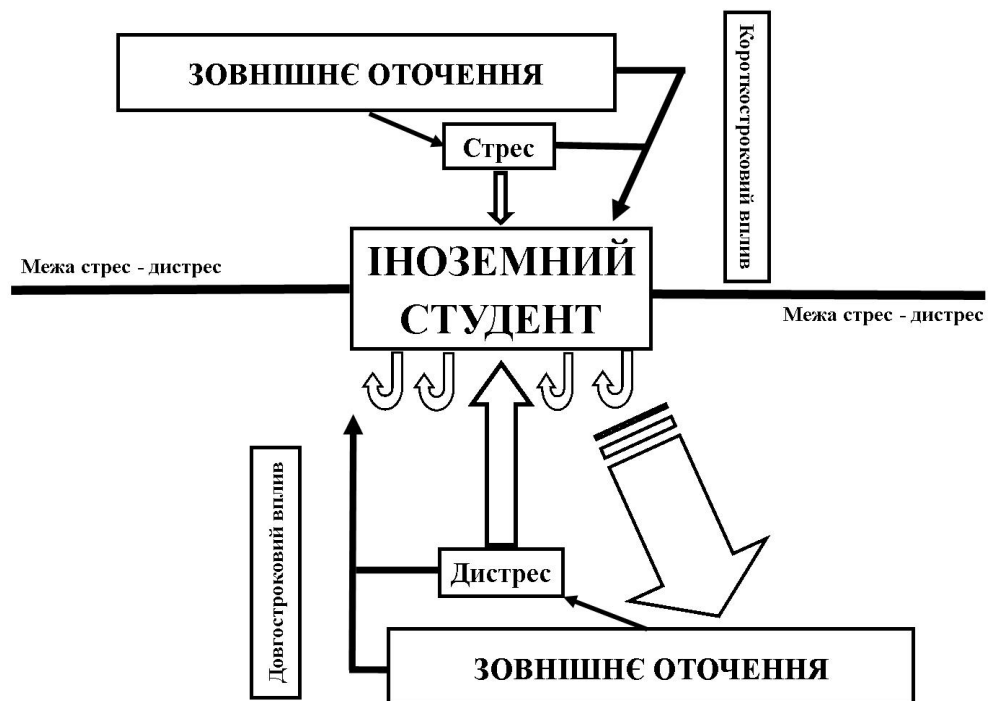 ЗОВНІШНЄ ОТОЧЕННЯ
Короткостроковий вплив
Стрес
Межа стрес - дистрес
ІНОЗЕМНИЙ
СТУДЕНТ
Межа стрес - дистрес
Довгостроковий вплив
Дистрес
ЗОВНІШНЄ ОТОЧЕННЯ